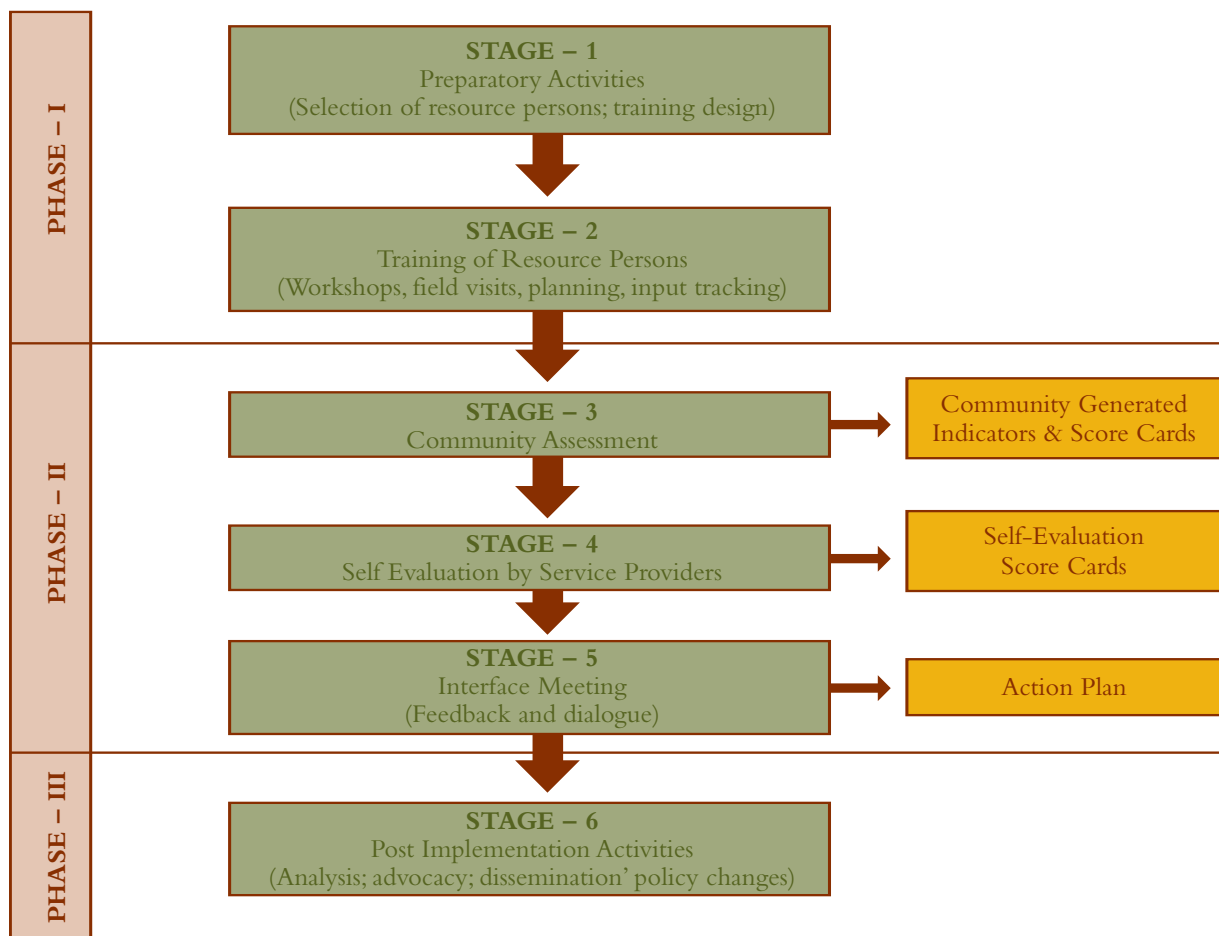 PHASE – I
STAGE – 1
Preparatory Activities
(Selection of resource persons; training design)
STAGE – 2
Training of Resource Persons
(Workshops, field visits, planning, input tracking)
PHASE – II
STAGE – 3
Community Assessment
Community Generated
Indicators & Score Cards
STAGE – 4
Self Evaluation by Service Providers
Self-Evaluation
Score Cards
STAGE – 5
Interface Meeting
(Feedback and dialogue)
Action Plan
PHASE – III
STAGE – 6
Post Implementation Activities
(Analysis; advocacy; dissemination’ policy changes)